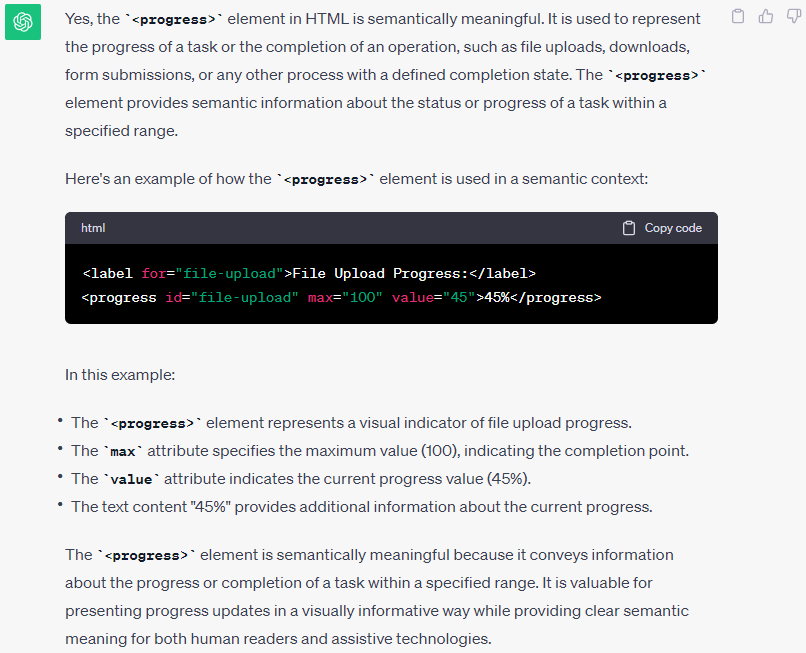 Yes, the `<progress>` element in HTML is semantically meaningful. It is used to represent
the progress of a task or the completion of an operation, such as file uploads, downloads,
form submissions, or any other process with a defined completion state. The `<progress>`
element provides semantic information about the status or progress of a task within a
specified range.
Here's an example of how the `<progress>` element is used in a semantic context:
html Copy code
<label for="file-upload">File Upload Progress:</label>
<progress id="file-upload" max="100" value="45">45%</progress>
In this example:
• The `<progress>` element represents a visual indicator of file upload progress.
• The `max` attribute specifies the maximum value (100), indicating the completion point.
• The `value` attribute indicates the current progress value (45%).
• The text content "45%" provides additional information about the current progress.
The `<progress>` element is semantically meaningful because it conveys information
about the progress or completion of a task within a specified range. It is valuable for
presenting progress updates in a visually informative way while providing clear semantic
meaning for both human readers and assistive technologies.